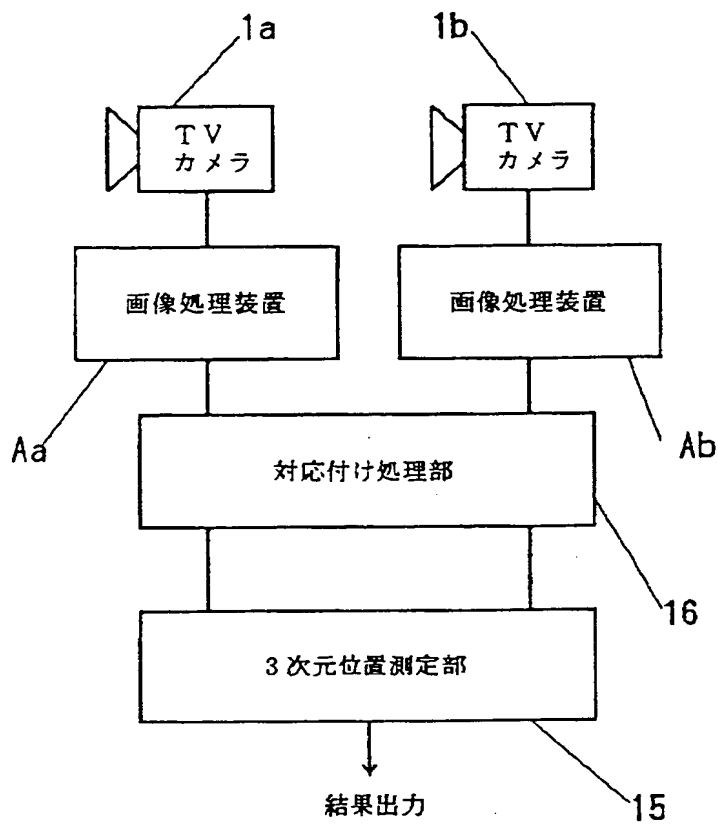 1a
1b
TV
カメラ
TV
カメラ
画像処理装置
画像処理装置
Aa
Ab
対応付け処理部
16
3次元位置測定部
結果出力
15